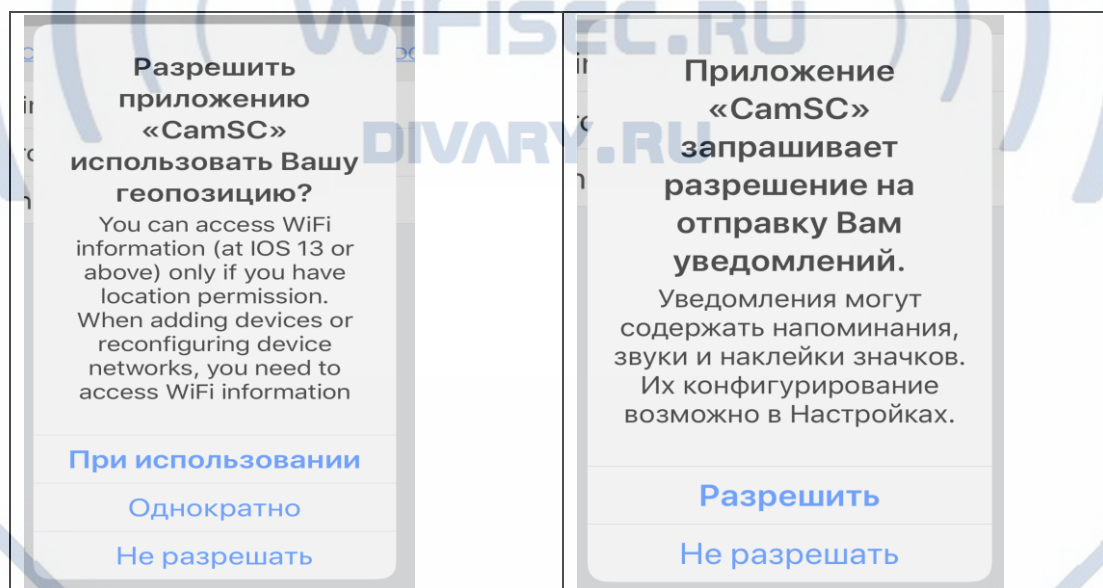 WIFISEC.RU
DIVARY.RU
Разрешить
приложению
«CamSC»
использовать Вашу
геопозицию?
You can access WiFi
information (at IOS 13 or
above) only if you have
location permission.
When adding devices or
reconfiguring device
networks, you need to
access WiFi information
При использовании
Однократно
Не разрешать
Приложение
«CamSC»
запрашивает
разрешение на
отправку Вам
уведомлений.
Уведомления могут
содержать напоминания,
звуки и наклейки значков.
Их конфигурирование
возможно в Настройках.
Разрешить
Не разрешать